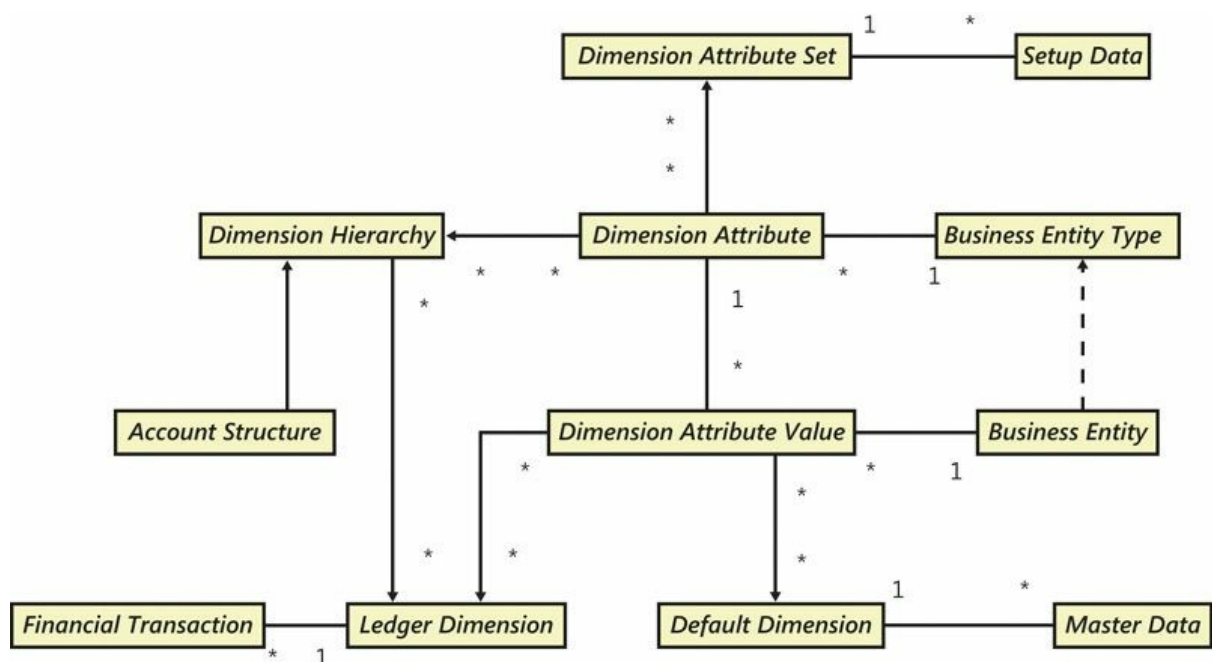 1 *
Dimension Attribute Set
Setup Data
*
*
Dimension Hierarchy
Dimension Attribute
Business Entity Type
* * * 1
*
1
*
Account Structure
Dimension Attribute Value
Business Entity
* * 1
*
* *
*
1 *
Financial Transaction
Ledger Dimension
Default Dimension
Master Data
* 1